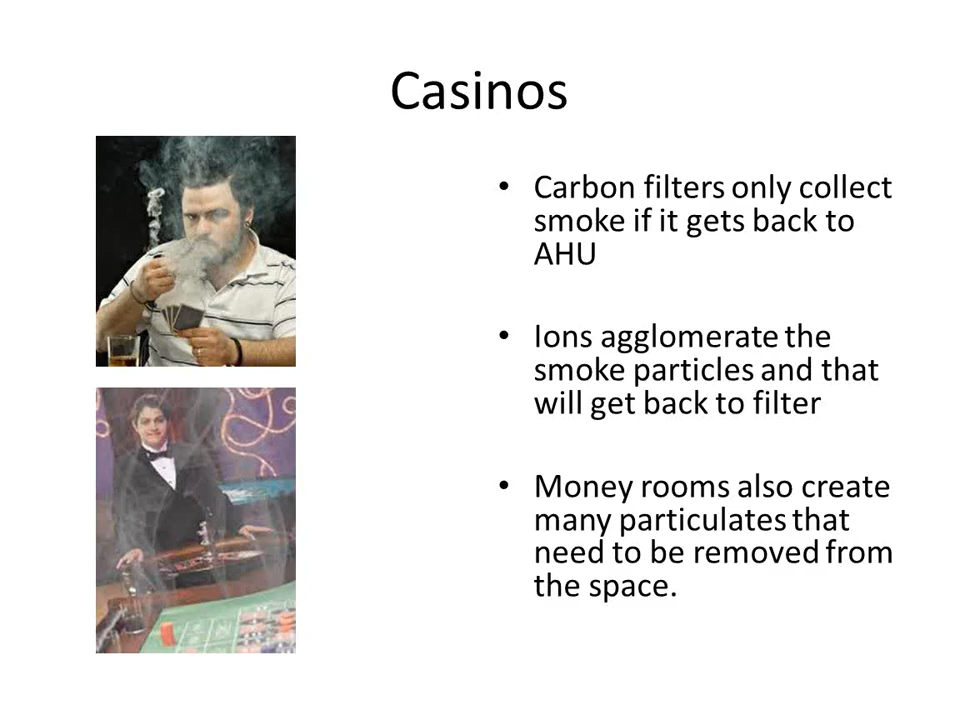 Casinos
• Carbon filters only collect
smoke if it gets back to
AHU
• Ions agglomerate the
smoke particles and that
will get back to filter
• Money rooms also create
many particulates that
need to be removed from
the space.